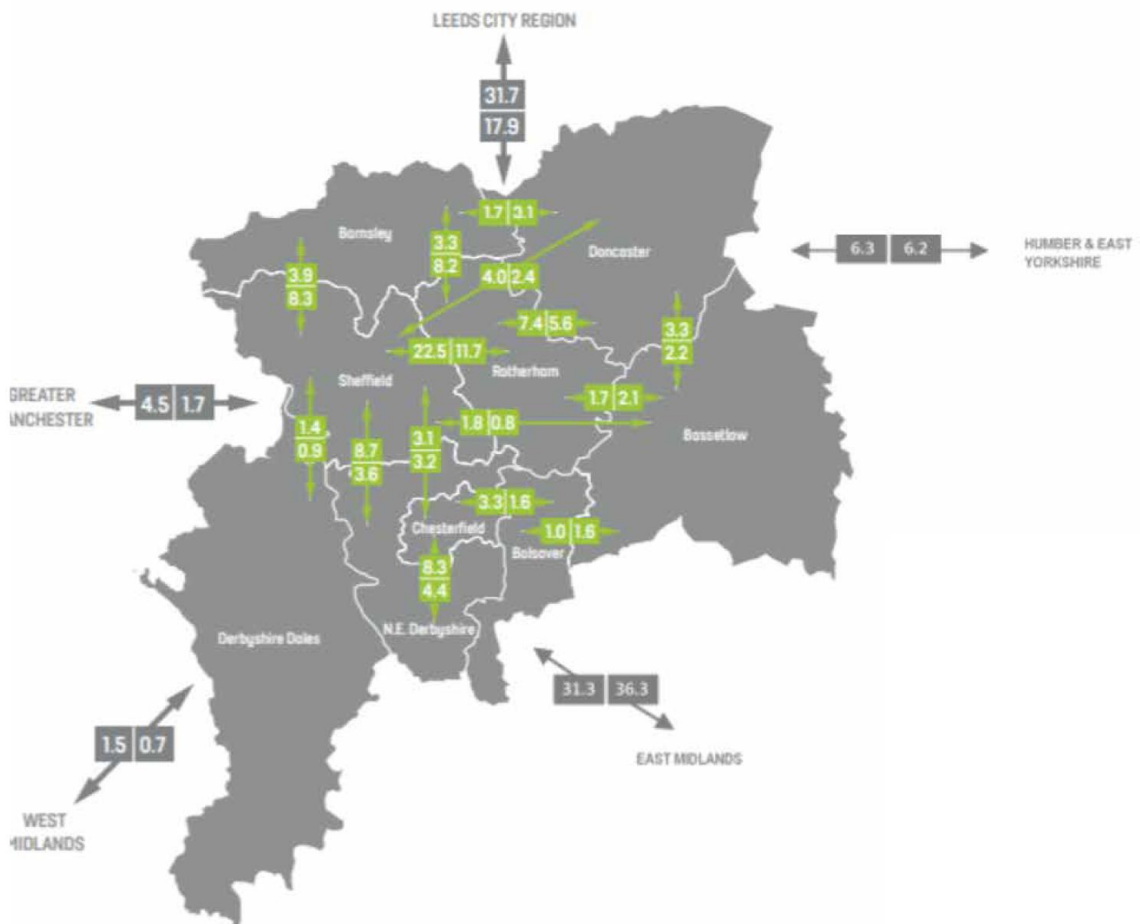 LEEDS CITY REGION
31.7
17.9
1.7 3.1
Barnsley
3.3
8.2
Doncaster
6.3 6.2
HUMBER & EAST
YORKSHIRE
3.9
8.3
4.0 2.4
7.4 5.6
3.3
2.2
22.5 11.7
Rotherham
Sheffield
GREATER
ANCHESTER
4.5 1.7
1.7 2.1
1.4
0.9
8.7
3.6
3.1
3.2
1.8 0.8
Bassetlaw
3.3 1.6
Chesterfield
1.0 1.6
Bolsover
8.3
4.4
N.E. Derbyshire
Derbyshire Dales
31.3 36.3
EAST MIDLANDS
1.5 0.7
WEST
MIDLANDS